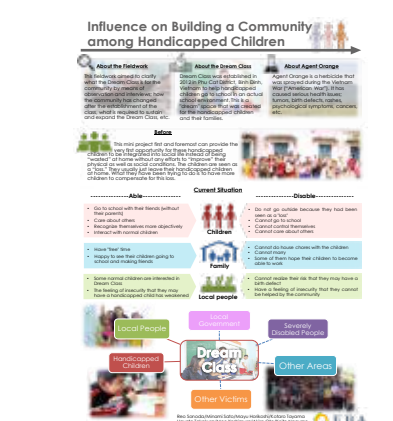 Influence on Building a Community
among Handicapped Children
About the Fieldwork
This fieldwork aimed to clarify
what the Dream Class is for the
community by means of
observation and interviews; how
the community has changed
after the establishment of the
class; what is required to sustain
and expand the Dream Class, etc.
About the Dream Class
Dream Class was established in
2012 in Phu Cat District, Binh Dinh,
Vietnam to help handicapped
children go to school in an actual
school environment. This is a
"dream" space that was created
for the handicapped children
and their families.
About Agent Orange
Agent Orange is a herbicide that
was sprayed during the Vietnam
War ("American War"). It has
caused serious health issues:
tumors, birth defects, rashes,
psychological symptoms, cancers,
etc.
Before
This mini project first and foremost can provide the
very first opportunity for these handicapped
children to be integrated into social life instead of being
"wasted" at home without any efforts to "improve" their
physical as well as social conditions. The children are seen as
a "loss." They usually just leave their handicapped children
at home. What they have been trying to do is to have more
children to compensate for this loss.
Current Situation
Able
Disable
• Go to school with their friends (without
their parents)
• Care about others
• Recognize themselves more objectively
• Interact with normal children
Children
• Do not go outside because they had been
seen as a "loss"
• Cannot go to school
• Cannot control themselves
• Cannot care about others
• Have "free" time
• Happy to see their children going to
school and making friends
Family
• Cannot do house chores with the children
• Cannot marry
• Some of them hope their children to become
able to work
• Some normal children are interested in
Dream Class
• The feeling of insecurity that they may
have a handicapped child has weakened
Local people
• Cannot realize their risk that they may have a
birth defect
• Have a feeling of insecurity that they cannot
be helped by the community
Local People
Local
Government
Severely
Disabled People
Handicapped
Children
Dream
Class
Other Areas
Other Victims